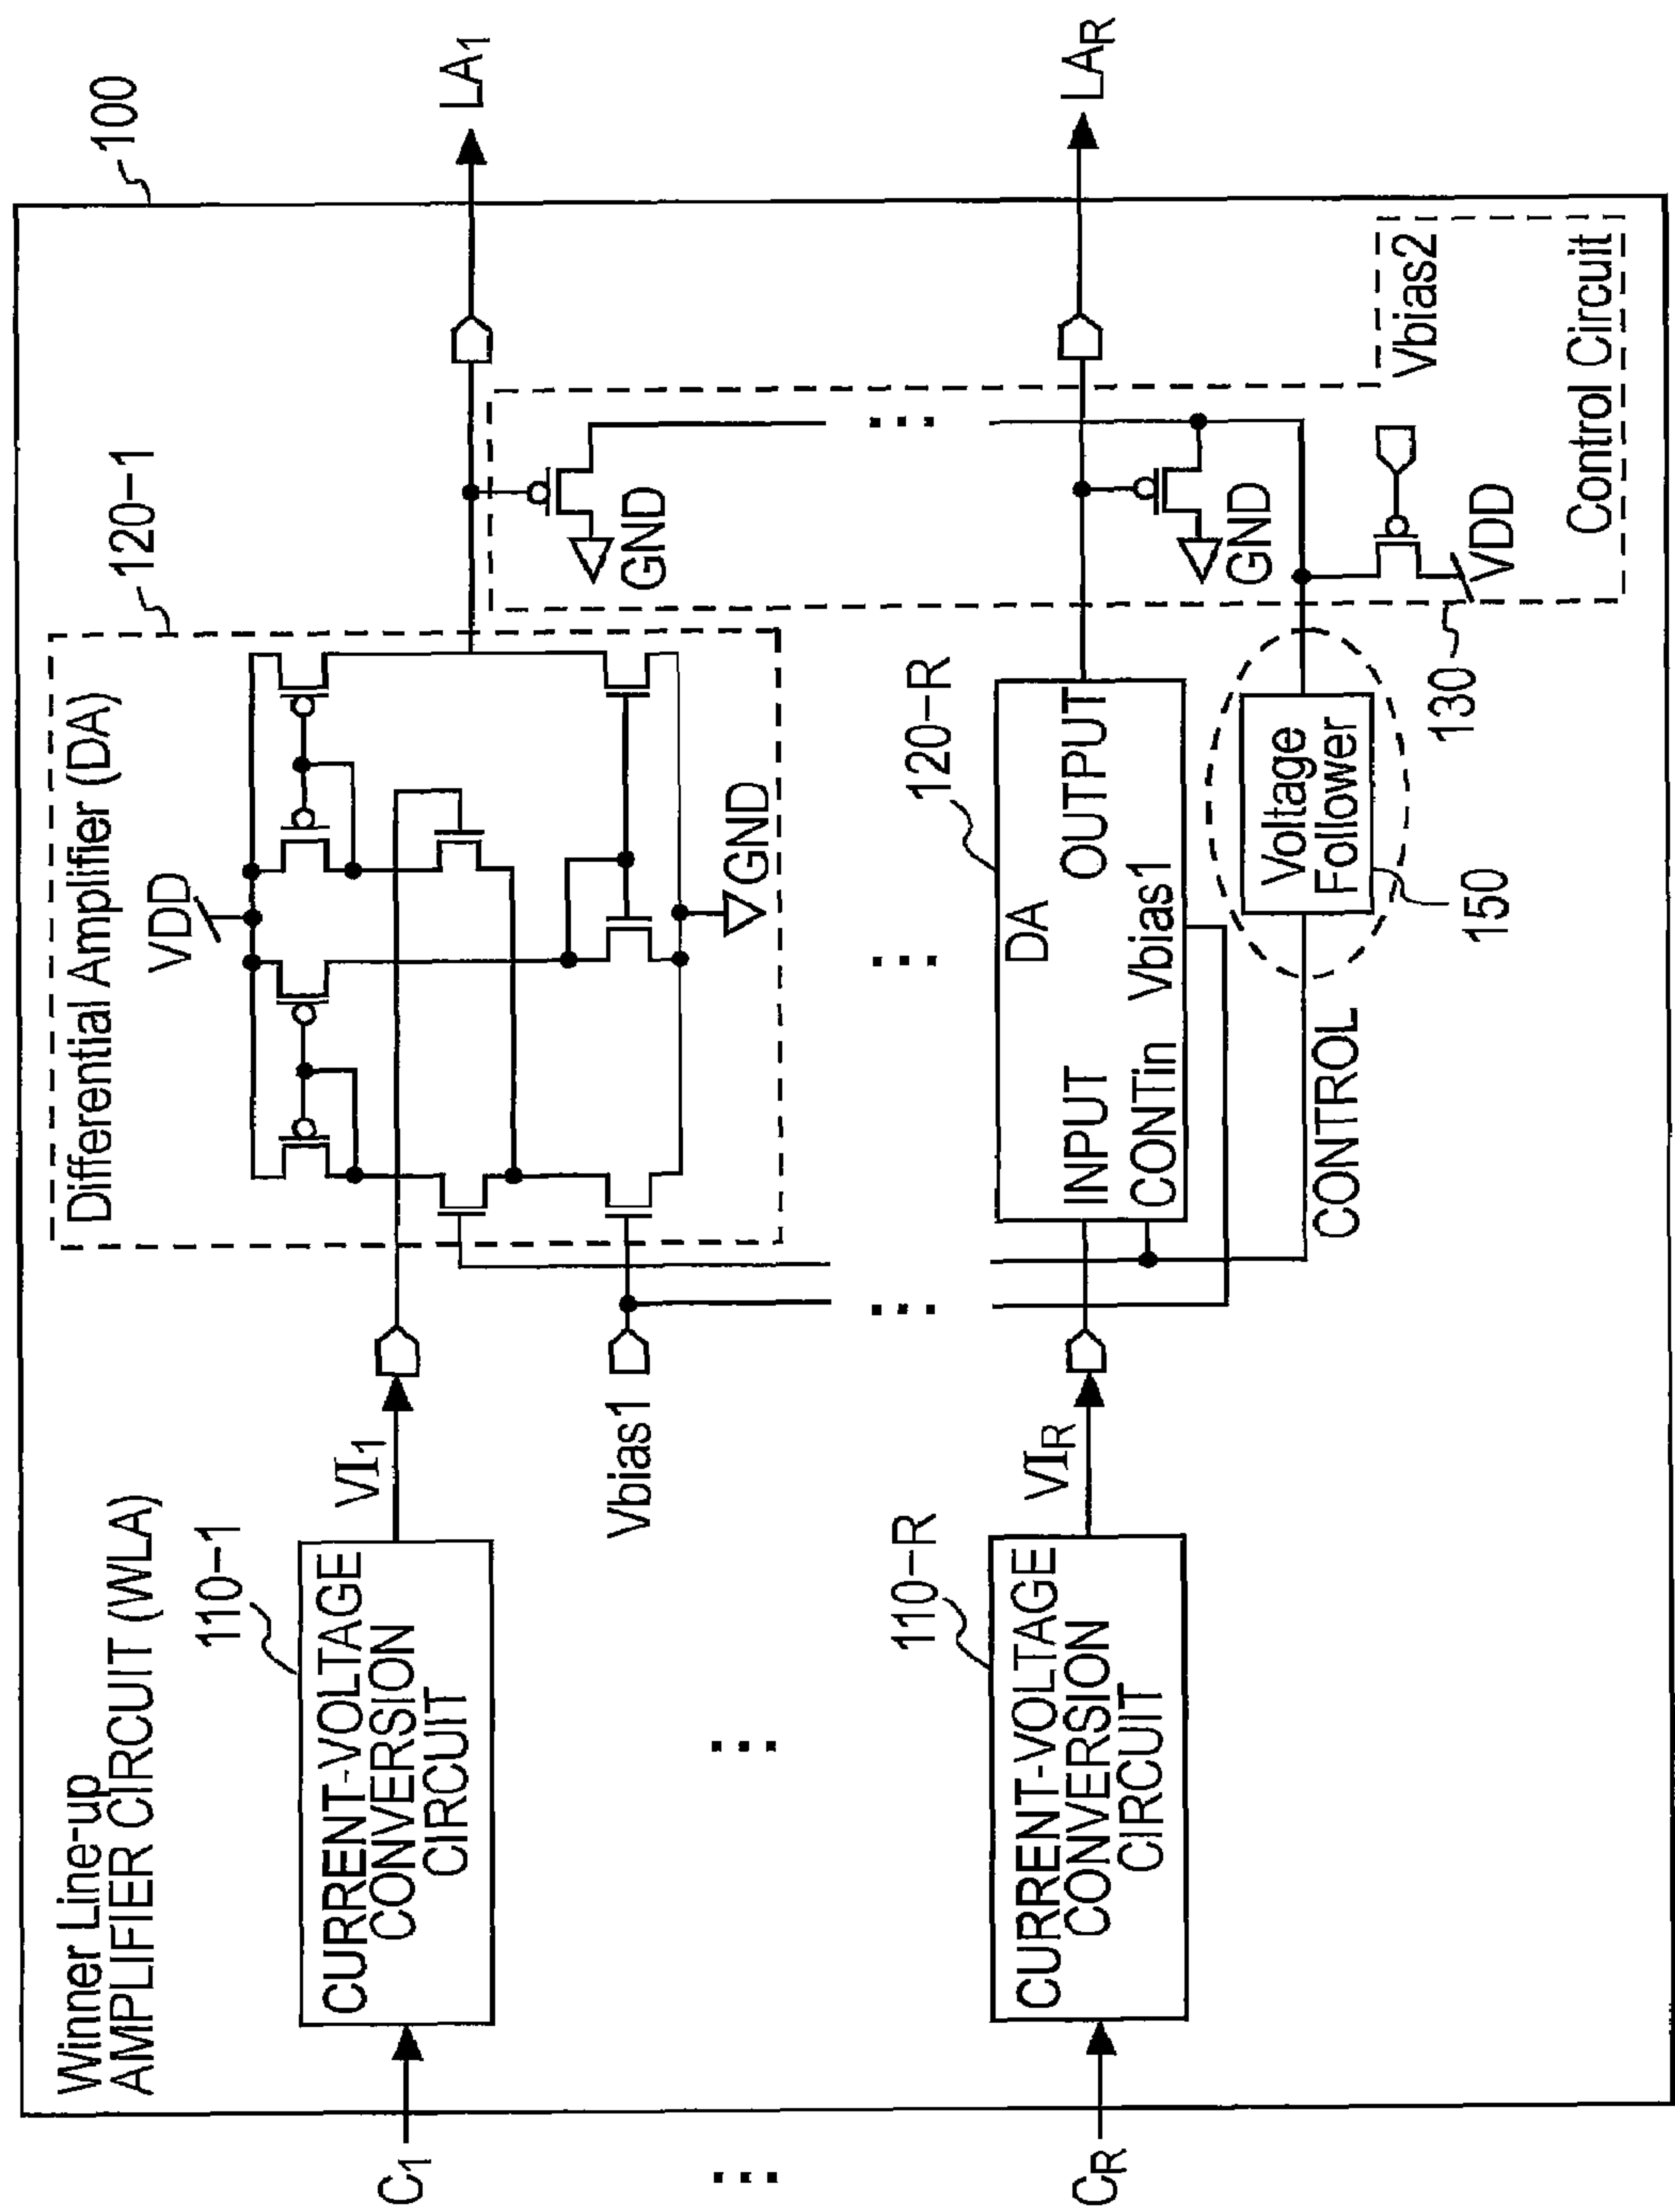 Winner Line-up
AMPLIFIER CIRCUIT (WLA)
100
C1
110-1
CURRENT-VOLTAGE
CONVERSION
CIRCUIT
VI1
Vbias1
Differential Amplifier (DA)
120-1
VDD
GND
LA1
GND
...
...
...
...
...
CR
110-R
CURRENT-VOLTAGE
CONVERSION
CIRCUIT
VIR
120-R
DA
INPUT
OUTPUT
CONTin
Vbias1
CONTROL
Voltage
Follower
150
130
GND
VDD
Vbias2
Control Circuit
LAR